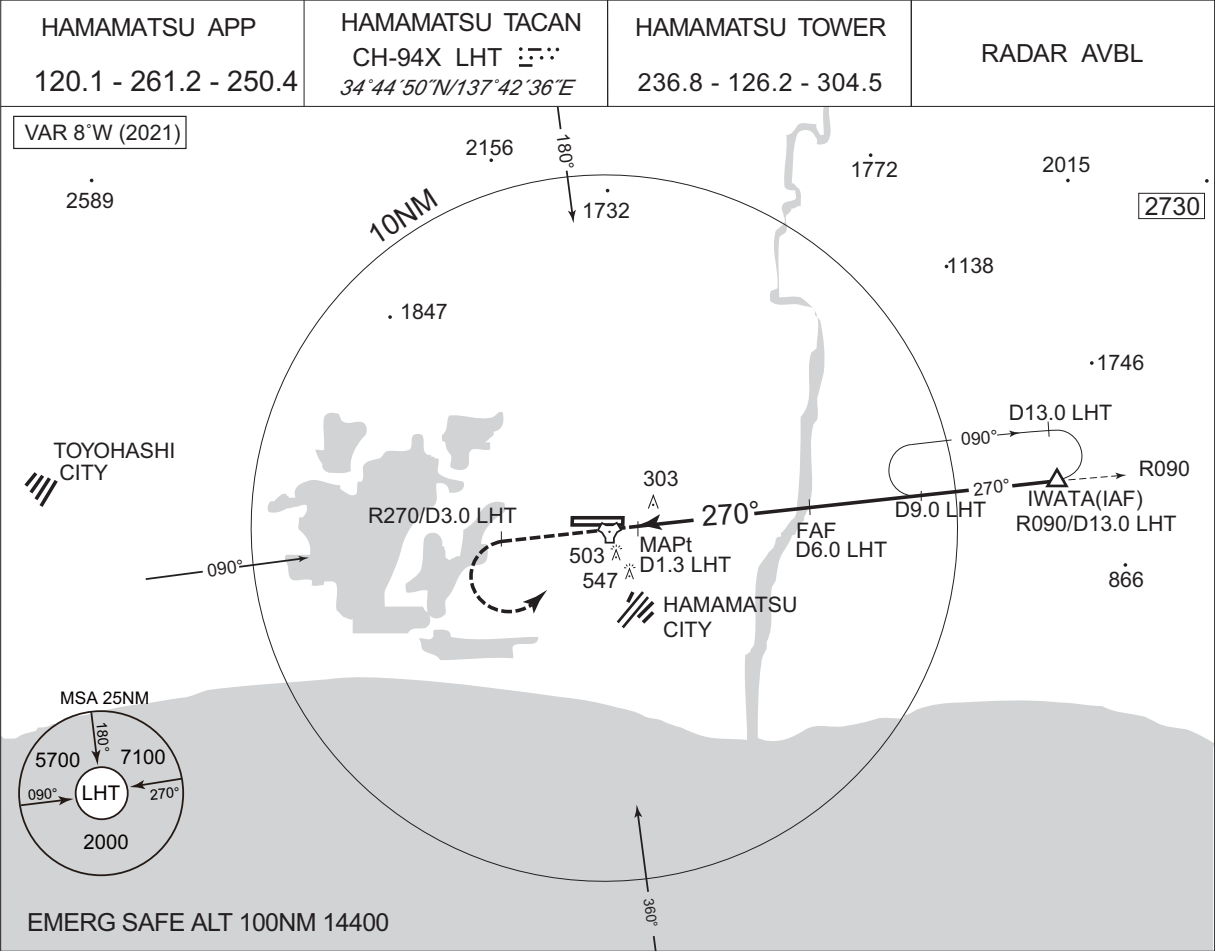 HAMAMATSU APP
120.1 - 261.2 - 250.4
HAMAMATSU TACAN
CH-94X LHT
34˚44´50˝N/137˚42´36˝E
HAMAMATSU TOWER
236.8 - 126.2 - 304.5
RADAR AVBL
VAR 8˚W (2021)
2589
2156
180°
1732
10NM
1772
2015
2730
1138
1847
1746
D13.0 LHT
090°
R090
270°
IWATA(IAF)
R090/D13.0 LHT
D9.0 LHT
TOYOHASHI
CITY
303
R270/D3.0 LHT
270°
FAF
D6.0 LHT
MAPt
D1.3 LHT
503
547
090°
866
HAMAMATSU
CITY
MSA 25NM
180°
5700
7100
090°
LHT
270°
2000
360°
EMERG SAFE ALT 100NM 14400